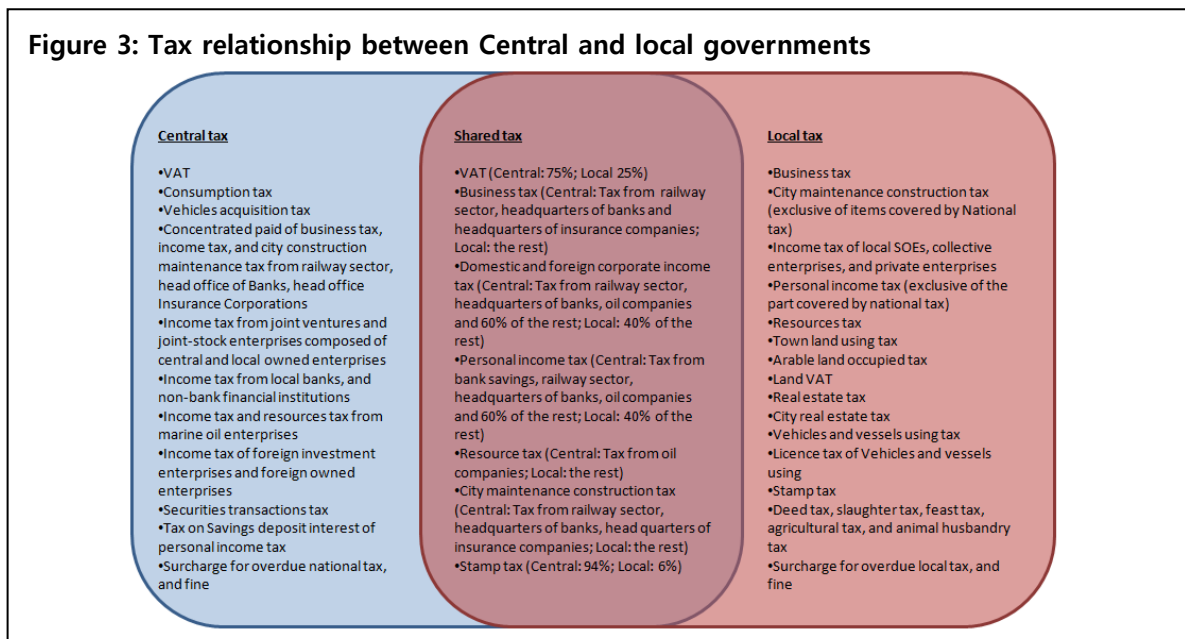 Figure 3: Tax relationship between Central and local governments
Central tax
•VAT
•Consumption tax
•Vehicles acquisition tax
•Concentrated paid of business tax,
income tax, and city construction
maintenance tax from railway sector,
head office of Banks, head office
Insurance Corporations
•Income tax from joint ventures and
joint-stock enterprises composed of
central and local owned enterprises
•Income tax from local banks, and
non-bank financial institutions
•Income tax and resources tax from
marine oil enterprises
•Income tax of foreign investment
enterprises and foreign owned
enterprises
•Securities transactions tax
•Tax on Savings deposit interest of
personal income tax
•Surcharge for overdue national tax,
and fine
Shared tax
•VAT (Central: 75%; Local 25%)
•Business tax (Central: Tax from railway
sector, headquarters of banks and
headquarters of insurance companies;
Local: the rest)
•Domestic and foreign corporate income
tax (Central: Tax from railway sector,
headquarters of banks, oil companies
and 60% of the rest; Local: 40% of the
rest)
•Personal income tax (Central: Tax from
bank savings, railway sector,
headquarters of banks, oil companies
and 60% of the rest; Local: 40% of the
rest)
•Resource tax (Central: Tax from oil
companies; Local: the rest)
•City maintenance construction tax
(Central: Tax from railway sector,
headquarters of banks, head quarters of
insurance companies; Local: the rest)
•Stamp tax (Central: 94%; Local: 6%)
Local tax
•Business tax
•City maintenance construction tax
(exclusive of items covered by National
tax)
•Income tax of local SOEs, collective
enterprises, and private enterprises
•Personal income tax (exclusive of the
part covered by national tax)
•Resources tax
•Town land using tax
•Arable land occupied tax
•Land VAT
•Real estate tax
•City real estate tax
•Vehicles and vessels using tax
•Licence tax of Vehicles and vessels
using
•Stamp tax
•Deed tax, slaughter tax, feast tax,
agricultural tax, and animal husbandry
tax
•Surcharge for overdue local tax, and
fine